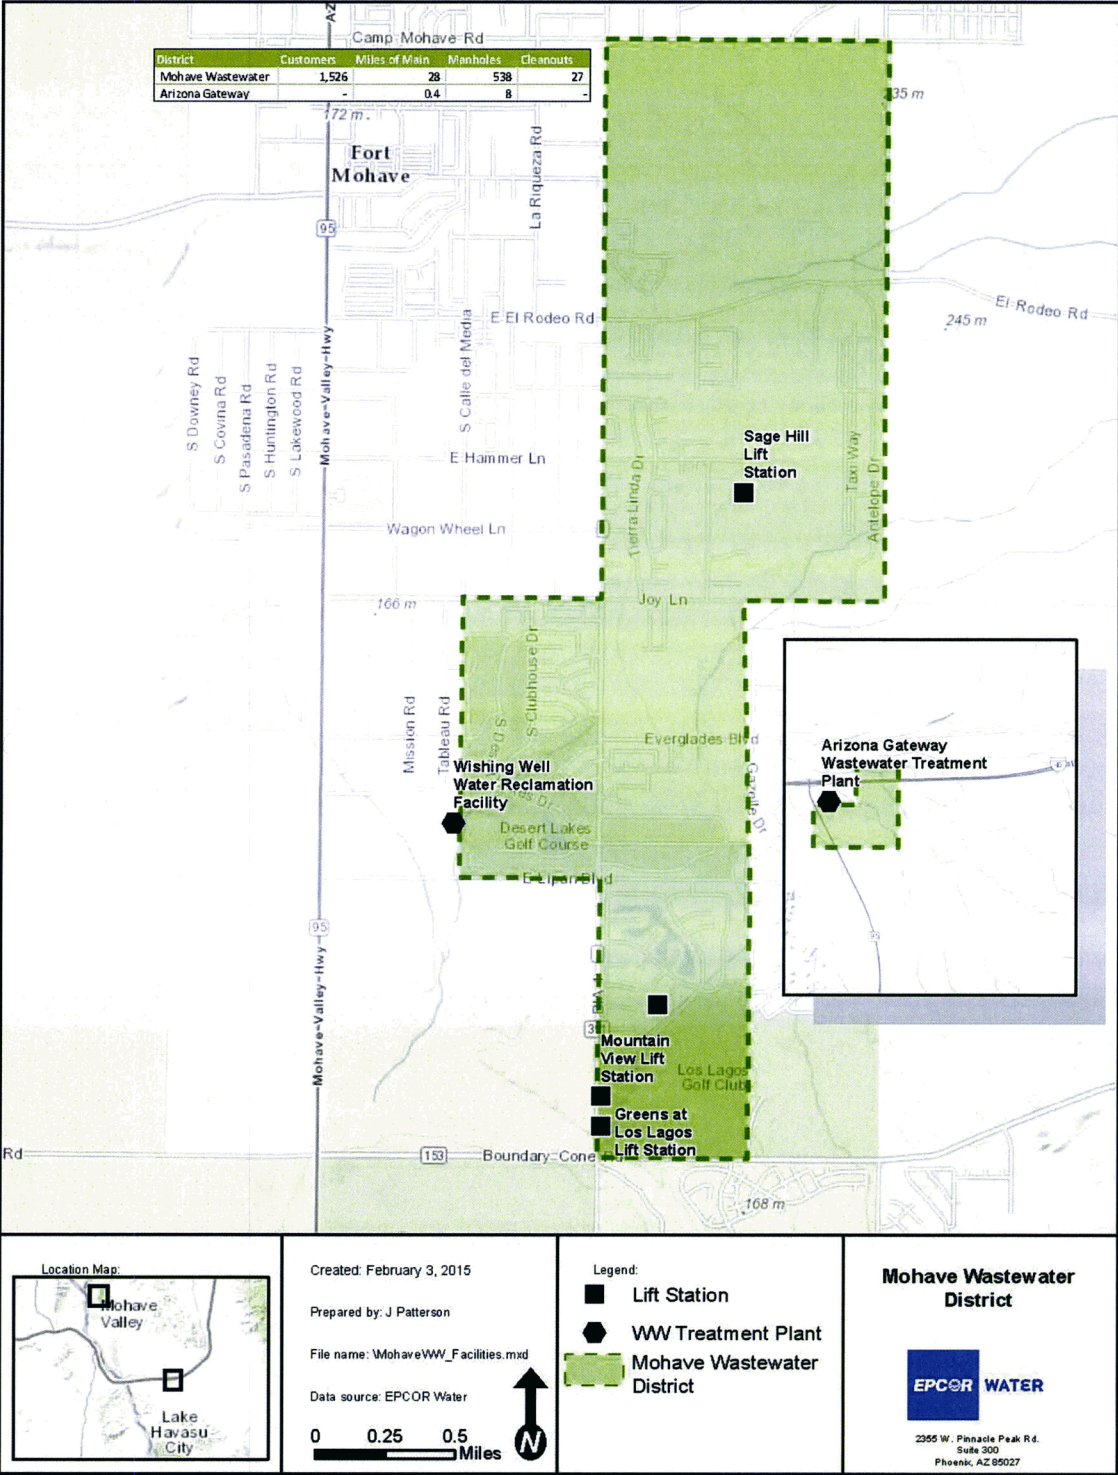 AZ
Camp Mohave Rd
District Customers Miles of Main Manholes Cleanouts
Mohave Wastewater 1,526 28 538 27
Arizona Gateway - 0.4 8 -
235 m
172 m
Fort
Mohave
La Riqueza Rd
95
E El Rodeo Rd
El Rodeo Rd
245 m
S Downey Rd
S Covina Rd
S Pasadena Rd
S Huntington Rd
S Lakewood Rd
Mohave-Valley-Hwy
S Calle del Media
E Hammer Ln
Sage Hill
Lift
Station
Tierra Linda Dr
Taxi Way
Antelope Dr
Wagon Wheel Ln
166 m
Joy Ln
Mission Rd
Tableau Rd
S Clubhouse Dr
Everglades Blvd
Gazelle Dr
Wishing Well
Water Reclamation
Facility
Desert Lakes
Golf Course
E Lipan Blvd
Arizona Gateway
Wastewater Treatment
Plant
95
95
Mohave-Valley-Hwy
Mountain
View Lift
Station
Los Lagos
Golf Club
Greens at
Los Lagos
Lift Station
Rd
153
Boundary Cone Rd
168 m
Location Map:
Mohave
Valley
Lake
Havasu
City
Created: February 3, 2015
Prepared by: J Patterson
File name: \MohaveWW_Facilities.mxd
Data source: EPCOR Water
0 0.25 0.5
Miles
N
Legend:
Lift Station
WW Treatment Plant
Mohave Wastewater
District
Mohave Wastewater
District
EPCOR WATER
2355 W. Pinnacle Peak Rd.
Suite 300
Phoenix, AZ 85027